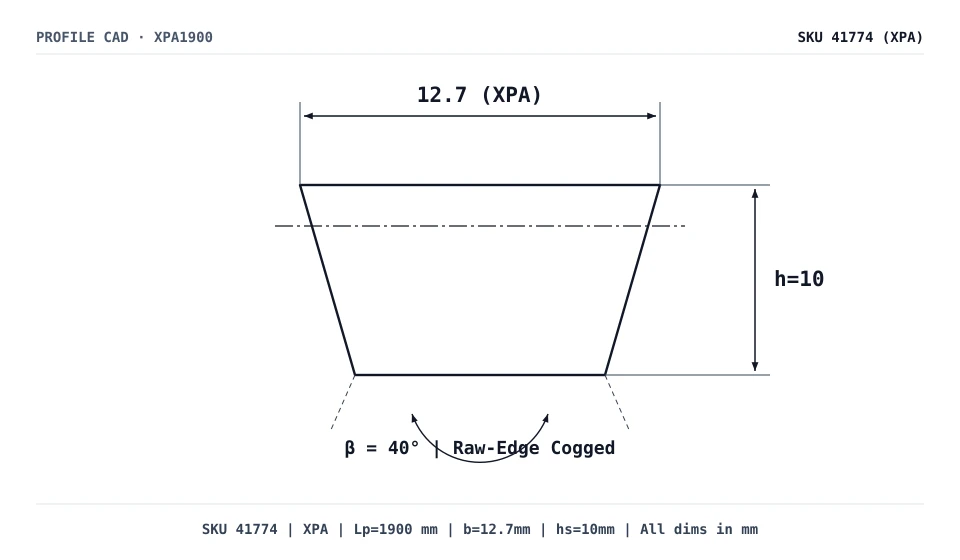 PROFILE CAD · XPA1900
SKU 41774 (XPA)
12.7 (XPA)
h=10
β = 40° | Raw-Edge Cogged
SKU 41774 | XPA | Lp=1900 mm | b=12.7mm | hs=10mm | All dims in mm